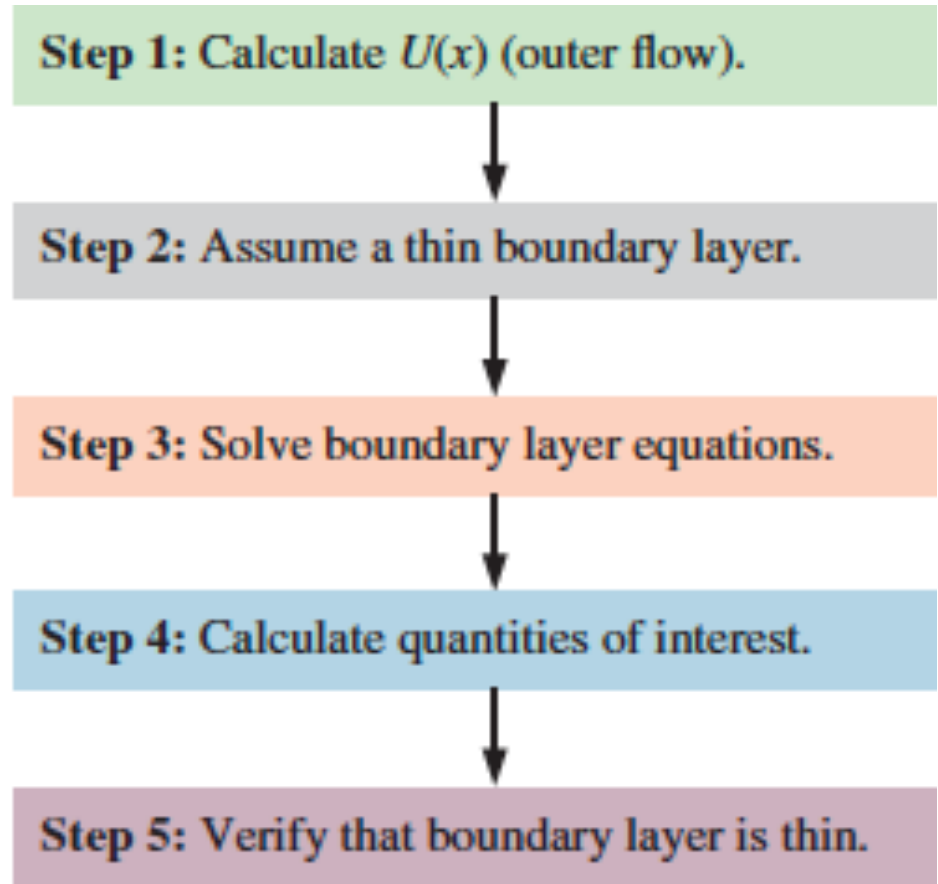 Step 1: Calculate U(x) (outer flow).
Step 2: Assume a thin boundary layer.
Step 3: Solve boundary layer equations.
Step 4: Calculate quantities of interest.
Step 5: Verify that boundary layer is thin.